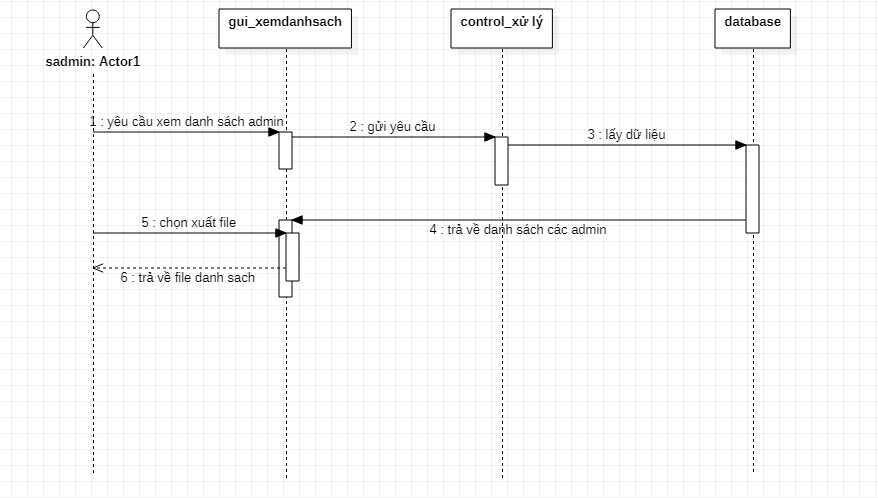 gui_xemdanhsach
control_xử lý
database
sadmin: Actor1
1 : yêu cầu xem danh sách admin
2 : gửi yêu cầu
3 : lấy dữ liệu
5 : chọn xuất file
4 : trả về danh sách các admin
6 : trả về file danh sach